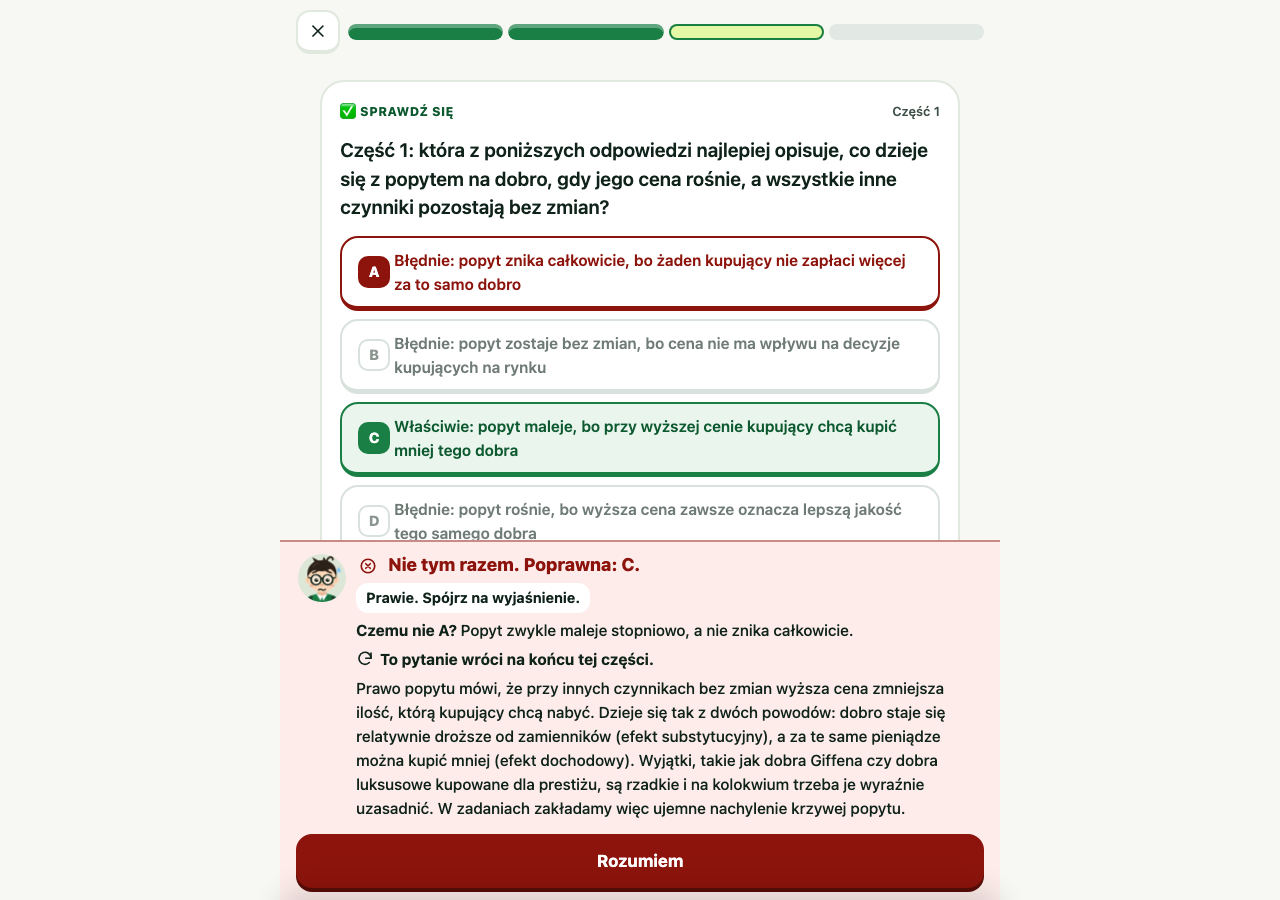 SPRAWDŹ SIĘ
Część 1
Część 1: która z poniższych odpowiedzi najlepiej opisuje, co dzieje
się z popytem na dobro, gdy jego cena rośnie, a wszystkie inne
czynniki pozostają bez zmian?
A
Błędnie: popyt znika całkowicie, bo żaden kupujący nie zapłaci więcej
za to samo dobro
B
Błędnie: popyt zostaje bez zmian, bo cena nie ma wpływu na decyzje
kupujących na rynku
C
Właściwie: popyt maleje, bo przy wyższej cenie kupujący chcą kupić
mniej tego dobra
D
Błędnie: popyt rośnie, bo wyższa cena zawsze oznacza lepszą jakość
tego samego dobra
Nie tym razem. Poprawna: C.
Prawie. Spójrz na wyjaśnienie.
Czemu nie A? Popyt zwykle maleje stopniowo, a nie znika całkowicie.
To pytanie wróci na końcu tej części.
Prawo popytu mówi, że przy innych czynnikach bez zmian wyższa cena zmniejsza
ilość, którą kupujący chcą nabyć. Dzieje się tak z dwóch powodów: dobro staje się
relatywnie droższe od zamienników (efekt substytucyjny), a za te same pieniądze
można kupić mniej (efekt dochodowy). Wyjątki, takie jak dobra Giffena czy dobra
luksusowe kupowane dla prestiżu, są rzadkie i na kolokwium trzeba je wyraźnie
uzasadnić. W zadaniach zakładamy więc ujemne nachylenie krzywej popytu.
Rozumiem